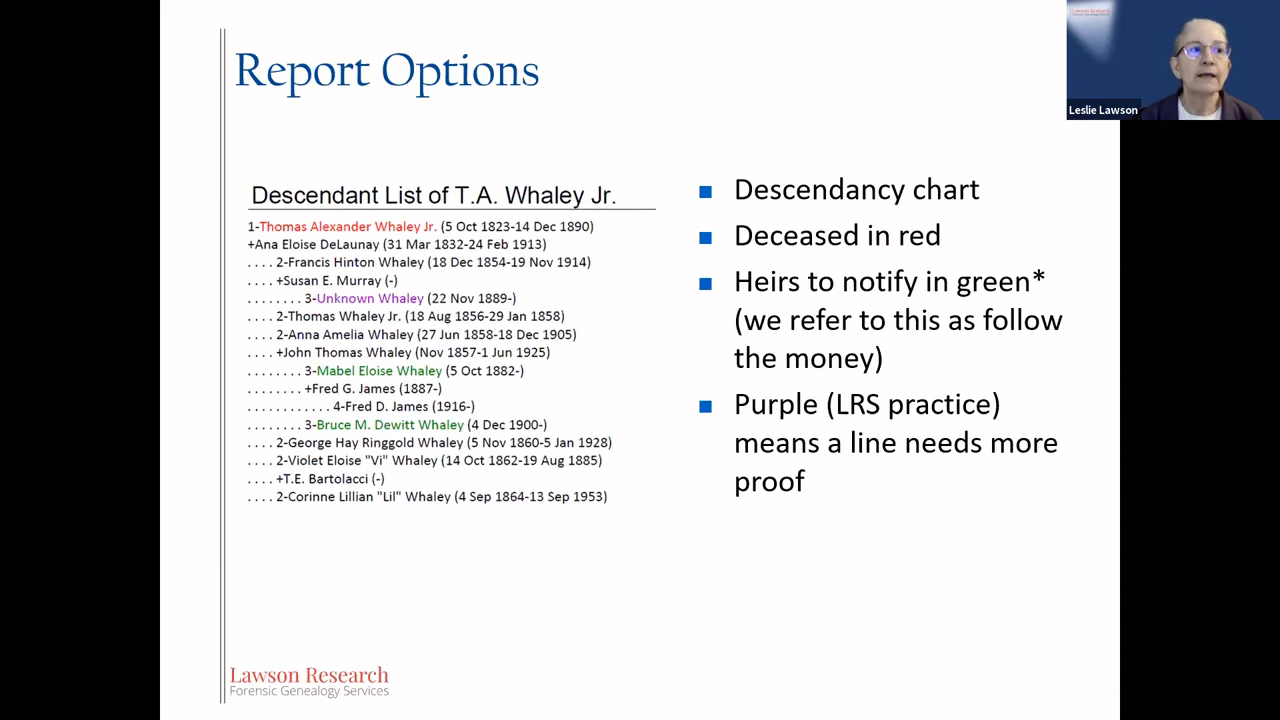 Report Options
Lawson Research
Leslie Lawson
Descendant List of T.A. Whaley Jr.
1-Thomas Alexander Whaley Jr. (5 Oct 1823-14 Dec 1890)
+Ana Eloise DeLaunay (31 Mar 1832-24 Feb 1913)
. . . . 2-Francis Hinton Whaley (18 Dec 1854-19 Nov 1914)
. . . . +Susan E. Murray (-)
. . . . . . . . 3-Unknown Whaley (22 Nov 1889-)
. . . . 2-Thomas Whaley Jr. (18 Aug 1856-29 Jan 1858)
. . . . 2-Anna Amelia Whaley (27 Jun 1858-18 Dec 1905)
. . . . +John Thomas Whaley (Nov 1857-1 Jun 1925)
. . . . . . . . 3-Mabel Eloise Whaley (5 Oct 1882-)
. . . . . . . . +Fred G. James (1887-)
. . . . . . . . . . . . 4-Fred D. James (1916-)
. . . . . . . . 3-Bruce M. Dewitt Whaley (4 Dec 1900-)
. . . . 2-George Hay Ringgold Whaley (5 Nov 1860-5 Jan 1928)
. . . . 2-Violet Eloise "Vi" Whaley (14 Oct 1862-19 Aug 1885)
. . . . +T.E. Bartolacci (-)
. . . . 2-Corinne Lillian "Lil" Whaley (4 Sep 1864-13 Sep 1953)
Descendancy chart
Deceased in red
Heirs to notify in green*
(we refer to this as follow
the money)
Purple (LRS practice)
means a line needs more
proof
Lawson Research
Forensic Genealogy Services